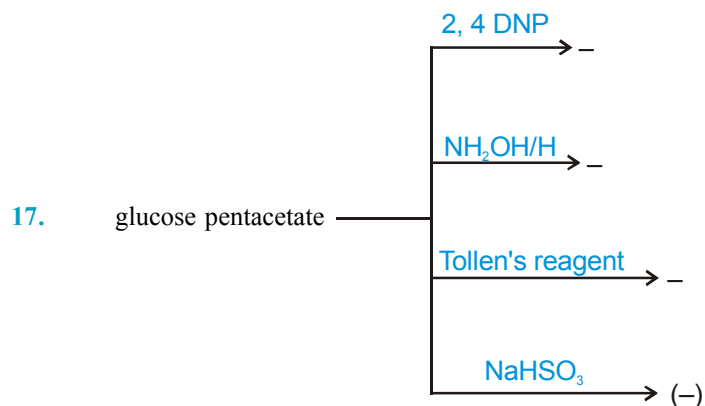 2, 4 DNP
–
NH₂OH/H
–
17. glucose pentacetate
Tollen's reagent
–
NaHSO₃
(–)